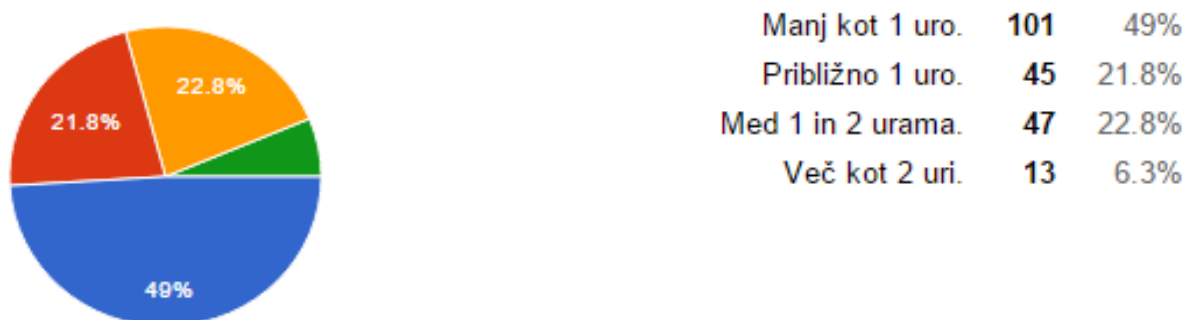 22.8%
21.8%
49%
Manj kot 1 uro. 101 49%
Približno 1 uro. 45 21.8%
Med 1 in 2 urama. 47 22.8%
Več kot 2 uri. 13 6.3%